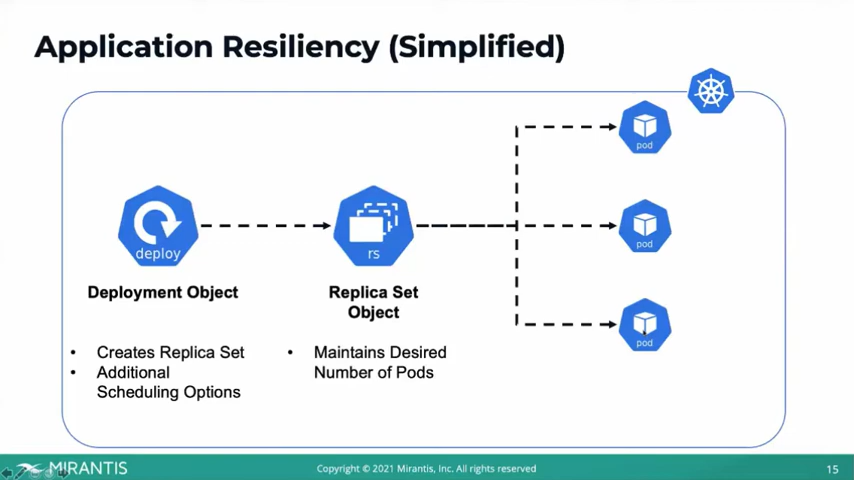 Application Resiliency (Simplified)
pod
deploy
rs
pod
Deployment Object
Replica Set
Object
• Creates Replica Set
• Additional
Scheduling Options
• Maintains Desired
Number of Pods
pod
MIRANTIS
Copyright © 2021 Mirantis, Inc. All rights reserved
15